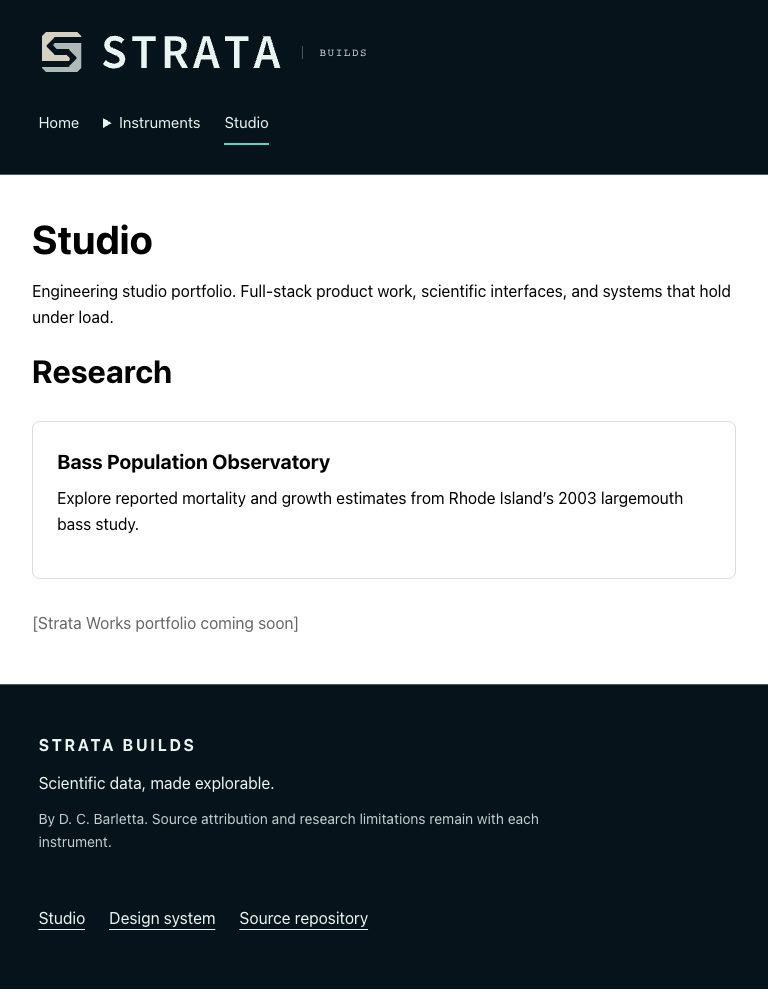 STRATA
BUILDS
Home
Instruments
Studio
Studio
Engineering studio portfolio. Full-stack product work, scientific interfaces, and systems that hold
under load.
Research
Bass Population Observatory
Explore reported mortality and growth estimates from Rhode Island’s 2003 largemouth
bass study.
[Strata Works portfolio coming soon]
STRATA BUILDS
Scientific data, made explorable.
By D. C. Barletta. Source attribution and research limitations remain with each
instrument.
Studio
Design system
Source repository